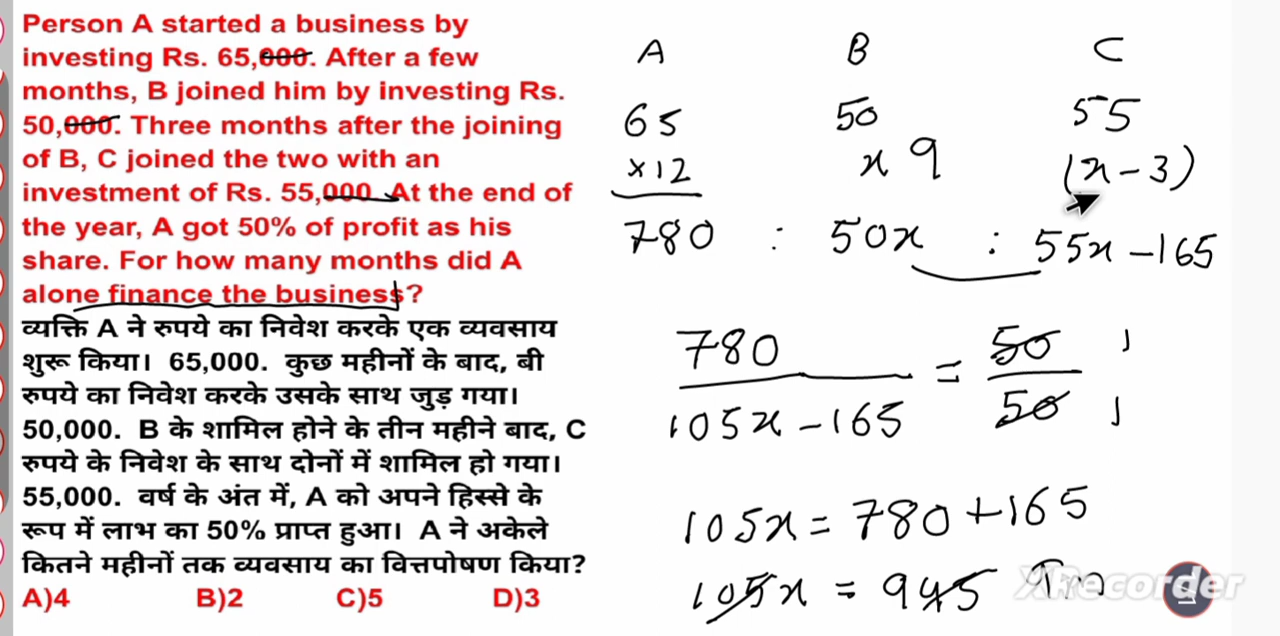 Person A started a business by
investing Rs. 65,000. After a few
months, B joined him by investing Rs.
50,000. Three months after the joining
of B, C joined the two with an
investment of Rs. 55,000. At the end of
the year, A got 50% of profit as his
share. For how many months did A
alone finance the business?
व्यक्ति A ने रुपये का निवेश करके एक व्यवसाय
शुरू किया। 65,000. कुछ महीनों के बाद, बी
रुपये का निवेश करके उसके साथ जुड़ गया।
50,000. B के शामिल होने के तीन महीने बाद, C
रुपये के निवेश के साथ दोनों में शामिल हो गया।
55,000. वर्ष के अंत में, A को अपने हिस्से के
रूप में लाभ का 50% प्राप्त हुआ। A ने अकेले
कितने महीनों तक व्यवसाय का वित्तपोषण किया?
A)4 B)2 C)5 D)3
A B C
65 50 55
×12 x 9 (x-3)
780 : 50x : 55x-165
780 = 50 1
105x-165 50 1
105x = 780+165
105x = 945 9m
XRecorder